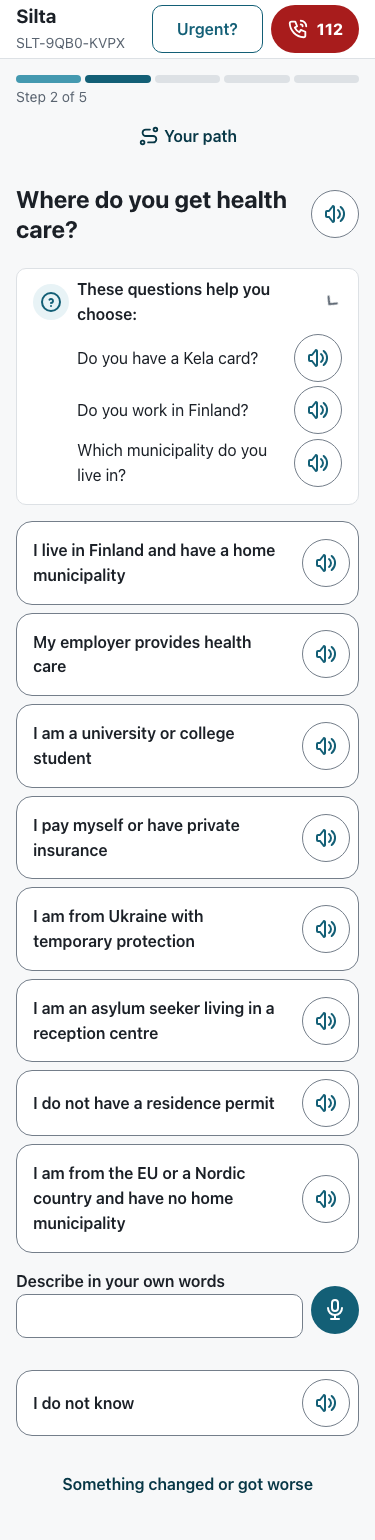 Silta
SLT-9QB0-KVPX
Urgent?
112
Step 2 of 5
Your path
Where do you get health
care?
These questions help you
choose:
Do you have a Kela card?
Do you work in Finland?
Which municipality do you
live in?
I live in Finland and have a home
municipality
My employer provides health
care
I am a university or college
student
I pay myself or have private
insurance
I am from Ukraine with
temporary protection
I am an asylum seeker living in a
reception centre
I do not have a residence permit
I am from the EU or a Nordic
country and have no home
municipality
Describe in your own words
I do not know
Something changed or got worse